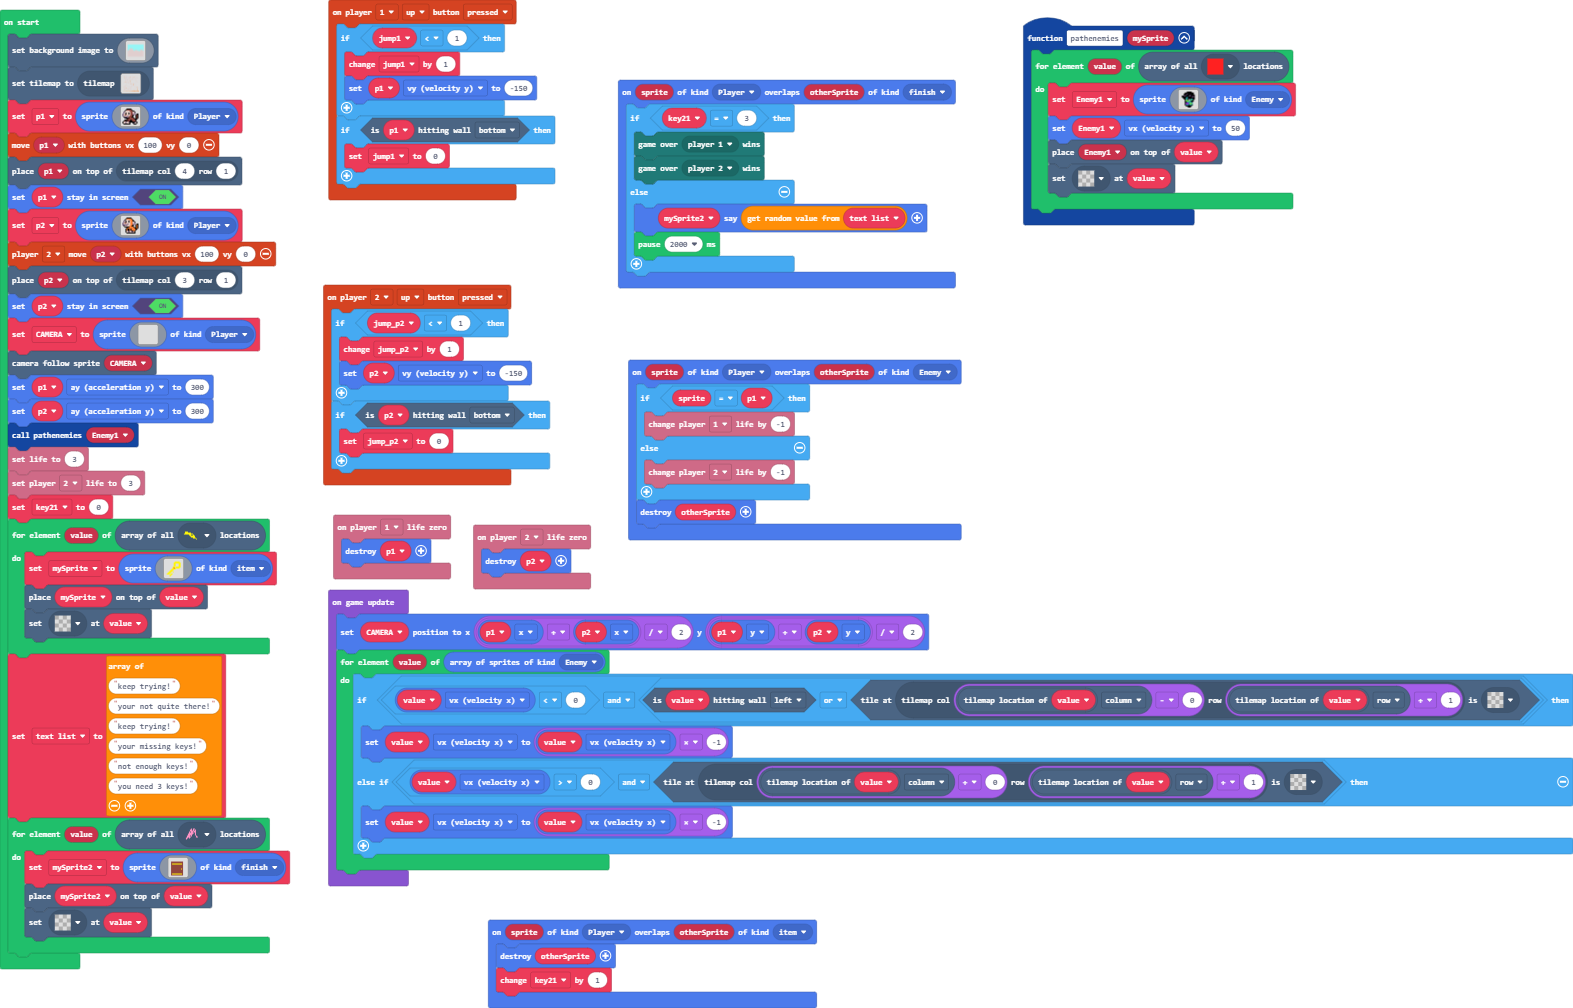 on start
set background image to
set tilemap to tilemap
set p1 to sprite of kind Player
move p1 with buttons vx 100 vy 0
place p1 on top of tilemap col 4 row 1
set p1 stay in screen ON
set p2 to sprite of kind Player
player 2 move p2 with buttons vx 100 vy 0
place p2 on top of tilemap col 3 row 1
set p2 stay in screen ON
set CAMERA to sprite of kind Player
camera follow sprite CAMERA
set p1 ay (acceleration y) to 300
set p2 ay (acceleration y) to 300
call pathenemies Enemy1
set life to 3
set player 2 life to 3
set key21 to 0
for element value of array of all locations
do
set mySprite to sprite of kind item
place mySprite on top of value
set at value
set text list to
array of
"keep trying!"
"your not quite there!"
"keep trying!"
"your missing keys!"
"not enough keys!"
"you need 3 keys!"
for element value of array of all locations
do
set mySprite2 to sprite of kind finish
place mySprite2 on top of value
set at value
on player 1 up button pressed
if jump1 < 1 then
change jump1 by 1
set p1 vy (velocity y) to -150
if is p1 hitting wall bottom then
set jump1 to 0
on player 2 up button pressed
if jump_p2 < 1 then
change jump_p2 by 1
set p2 vy (velocity y) to -150
if is p2 hitting wall bottom then
set jump_p2 to 0
on player 1 life zero
destroy p1
on player 2 life zero
destroy p2
on sprite of kind Player overlaps otherSprite of kind finish
if key21 = 3 then
game over player 1 wins
game over player 2 wins
else
mySprite2 say get random value from text list
pause 2000 ms
on sprite of kind Player overlaps otherSprite of kind Enemy
if sprite = p1 then
change player 1 life by -1
else
change player 2 life by -1
destroy otherSprite
function pathenemies mySprite
for element value of array of all locations
do
set Enemy1 to sprite of kind Enemy
set Enemy1 vx (velocity x) to 50
place Enemy1 on top of value
set at value
on game update
set CAMERA position to x p1 x + p2 x / 2 y p1 y + p2 y / 2
for element value of array of sprites of kind Enemy
do
if value vx (velocity x) < 0 and is value hitting wall left or tile at tilemap col tilemap location of value column - 0 row tilemap location of value row + 1 is then
set value vx (velocity x) to value vx (velocity x) × -1
else if value vx (velocity x) > 0 and tile at tilemap col tilemap location of value column + 0 row tilemap location of value row + 1 is then
set value vx (velocity x) to value vx (velocity x) × -1
on sprite of kind Player overlaps otherSprite of kind item
destroy otherSprite
change key21 by 1